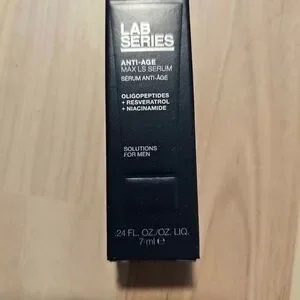 LAB
SERIES
ANTI-AGE
MAX LS SERUM
SÉRUM ANTI-ÂGE
OLIGOPEPTIDES
+ RESVERATROL
+ NIACINAMIDE
SOLUTIONS
FOR MEN
.24 FL. OZ./OZ. LIQ.
7 ml ℮